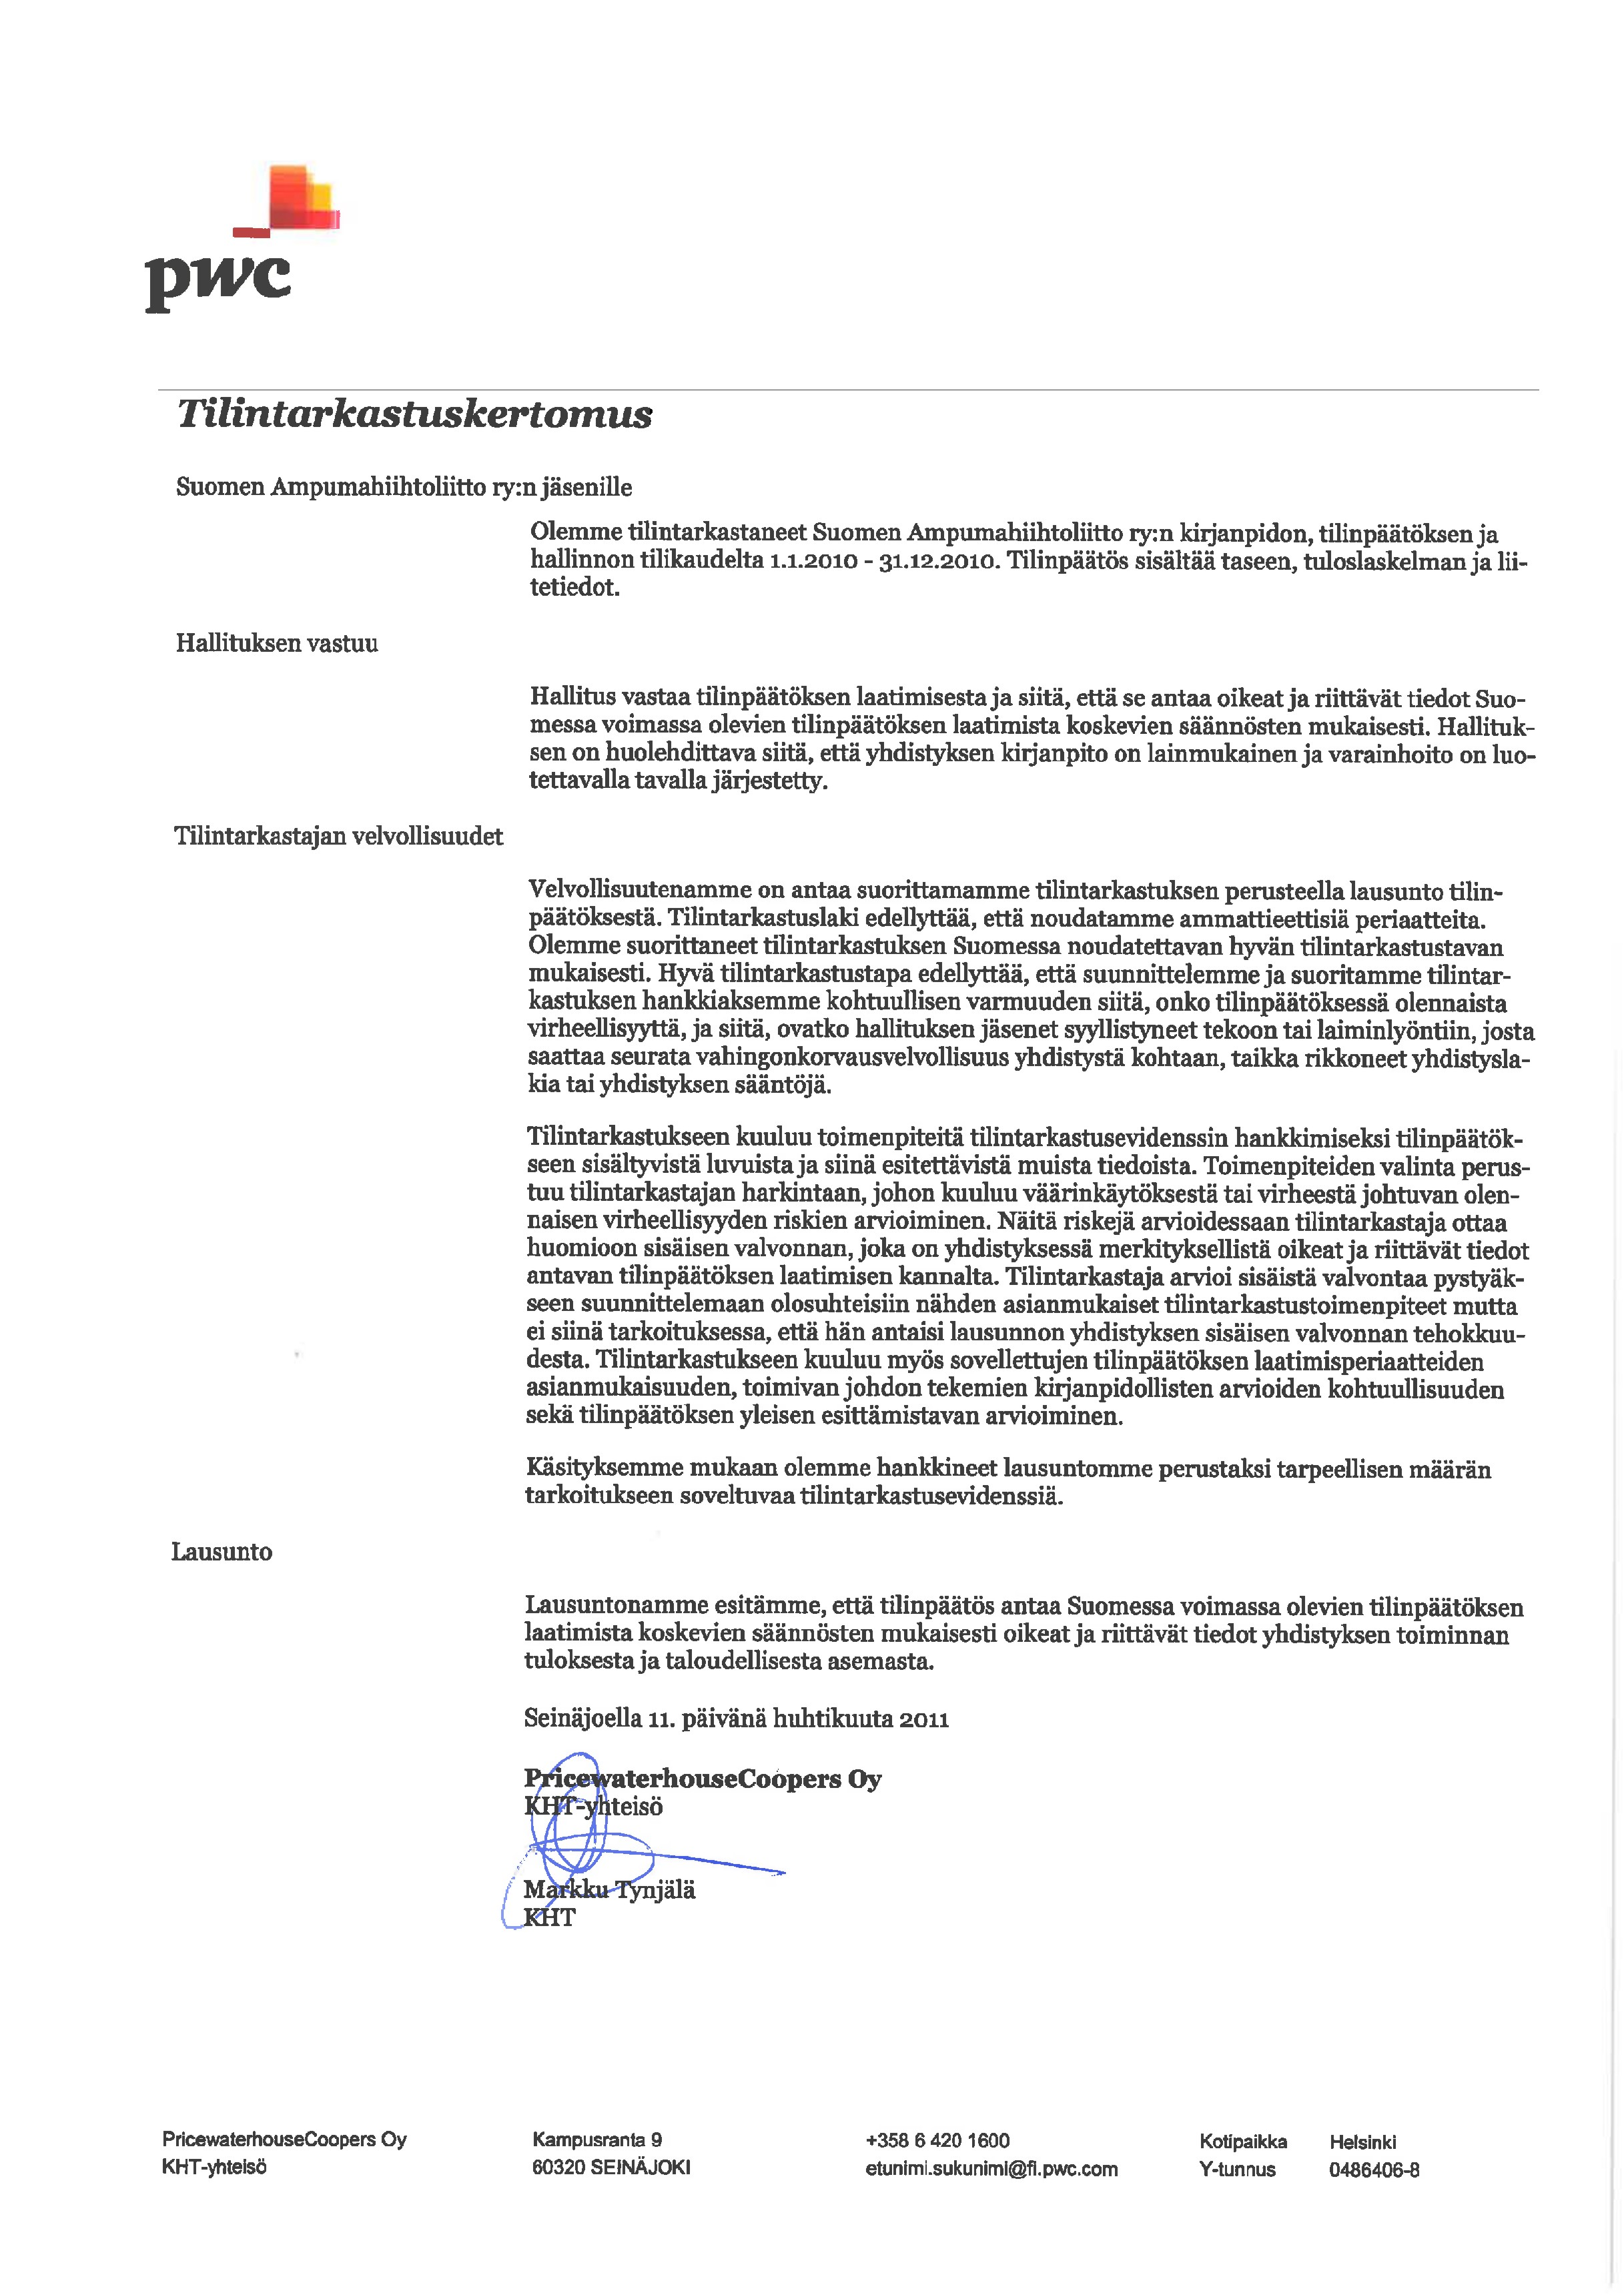 pwc
Tilintarkastuskertomus
Suomen Ampumahiihtoliitto ry:n jäsenille
Olemme tilintarkastaneet Suomen Ampumahiihtoliitto ry:n kirjanpidon, tilinpäätöksen ja
hallinnon tilikaudelta 1.1.2010 - 31.12.2010. Tilinpäätös sisältää taseen, tuloslaskelman ja lii-
tetiedot.
Hallituksen vastuu
Hallitus vastaa tilinpäätöksen laatimisesta ja siitä, että se antaa oikeat ja riittävät tiedot Suo-
messa voimassa olevien tilinpäätöksen laatimista koskevien säännösten mukaisesti. Hallituk-
sen on huolehdittava siitä, että yhdistyksen kirjanpito on lainmukainen ja varainhoito on luo-
tettavalla tavalla järjestetty.
Tilintarkastajan velvollisuudet
Velvollisuutenamme on antaa suorittamamme tilintarkastuksen perusteella lausunto tilin-
päätöksestä. Tilintarkastuslaki edellyttää, että noudatamme ammattieettisiä periaatteita.
Olemme suorittaneet tilintarkastuksen Suomessa noudatettavan hyvän tilintarkastustavan
mukaisesti. Hyvä tilintarkastustapa edellyttää, että suunnittelemme ja suoritamme tilintar-
kastuksen hankkiaksemme kohtuullisen varmuuden siitä, onko tilinpäätöksessä olennaista
virheellisyyttä, ja siitä, ovatko hallituksen jäsenet syyllistyneet tekoon tai laiminlyöntiin, josta
saattaa seurata vahingonkorvausvelvollisuus yhdistystä kohtaan, taikka rikkoneet yhdistysla-
kia tai yhdistyksen sääntöjä.
Tilintarkastukseen kuuluu toimenpiteitä tilintarkastusevidenssin hankkimiseksi tilinpäätök-
seen sisältyvistä luvuista ja siinä esitettävistä muista tiedoista. Toimenpiteiden valinta perus-
tuu tilintarkastajan harkintaan, johon kuuluu väärinkäytöksestä tai virheestä johtuvan olen-
naisen virheellisyyden riskien arvioiminen. Näitä riskejä arvioidessaan tilintarkastaja ottaa
huomioon sisäisen valvonnan, joka on yhdistyksessä merkityksellistä oikeat ja riittävät tiedot
antavan tilinpäätöksen laatimisen kannalta. Tilintarkastaja arvioi sisäistä valvontaa pystyäk-
seen suunnittelemaan olosuhteisiin nähden asianmukaiset tilintarkastustoimenpiteet mutta
ei siinä tarkoituksessa, että hän antaisi lausunnon yhdistyksen sisäisen valvonnan tehokkuu-
desta. Tilintarkastukseen kuuluu myös sovellettujen tilinpäätöksen laatimisperiaatteiden
asianmukaisuuden, toimivan johdon tekemien kirjanpidollisten arvioiden kohtuullisuuden
sekä tilinpäätöksen yleisen esittämistavan arvioiminen.
Käsityksemme mukaan olemme hankkineet lausuntomme perustaksi tarpeellisen määrän
tarkoitukseen soveltuvaa tilintarkastusevidenssiä.
Lausunto
Lausuntonamme esitämme, että tilinpäätös antaa Suomessa voimassa olevien tilinpäätöksen
laatimista koskevien säännösten mukaisesti oikeat ja riittävät tiedot yhdistyksen toiminnan
tuloksesta ja taloudellisesta asemasta.
Seinäjoella 11. päivänä huhtikuuta 2011
PricewaterhouseCoopers Oy
KHT-yhteisö
Markku Tynjälä
KHT
PricewaterhouseCoopers Oy Kampusranta 9 +358 6 420 1600 Kotipaikka Helsinki
KHT-yhteisö 60320 SEINÄJOKI etunimi.sukunimi@fi.pwc.com Y-tunnus 0486406-8